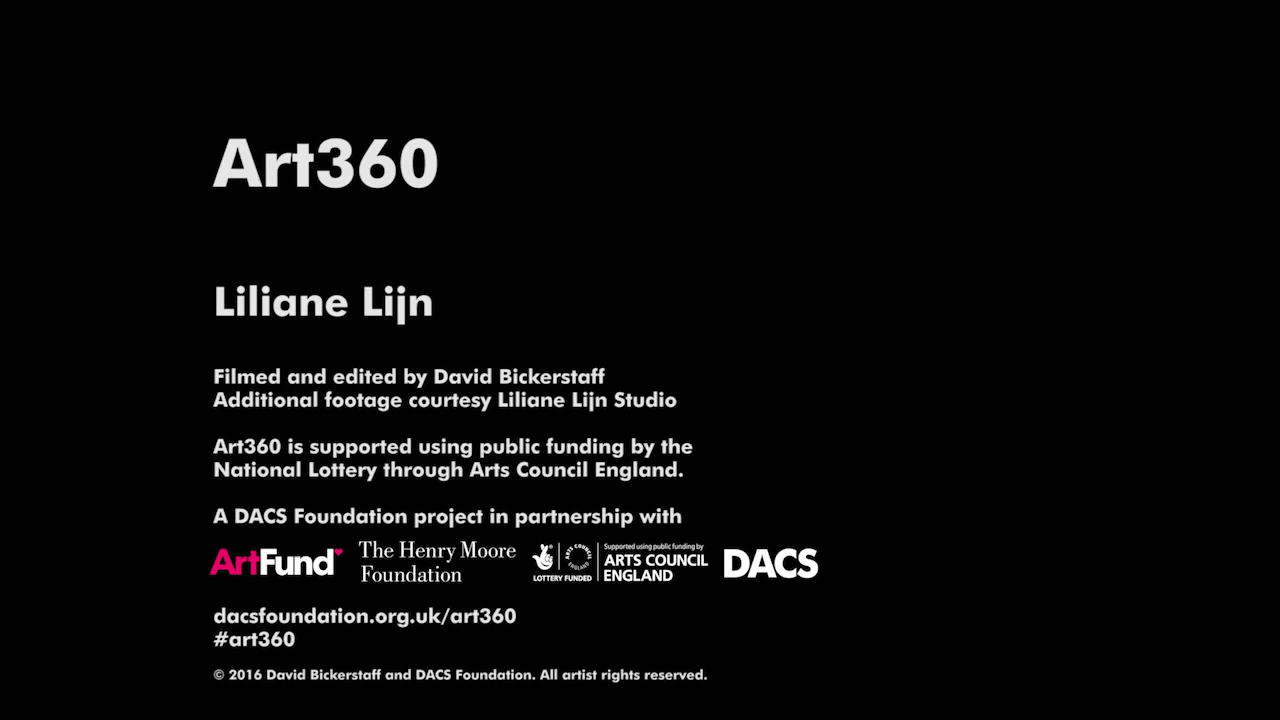 Art360
Liliane Lijn
Filmed and edited by David Bickerstaff
Additional footage courtesy Liliane Lijn Studio
Art360 is supported using public funding by the
National Lottery through Arts Council England.
A DACS Foundation project in partnership with
ArtFund
The Henry Moore
Foundation
ARTS COUNCIL
ENGLAND
LOTTERY FUNDED
Supported using public funding by
ARTS COUNCIL
ENGLAND
DACS
dacsfoundation.org.uk/art360
#art360
© 2016 David Bickerstaff and DACS Foundation. All artist rights reserved.